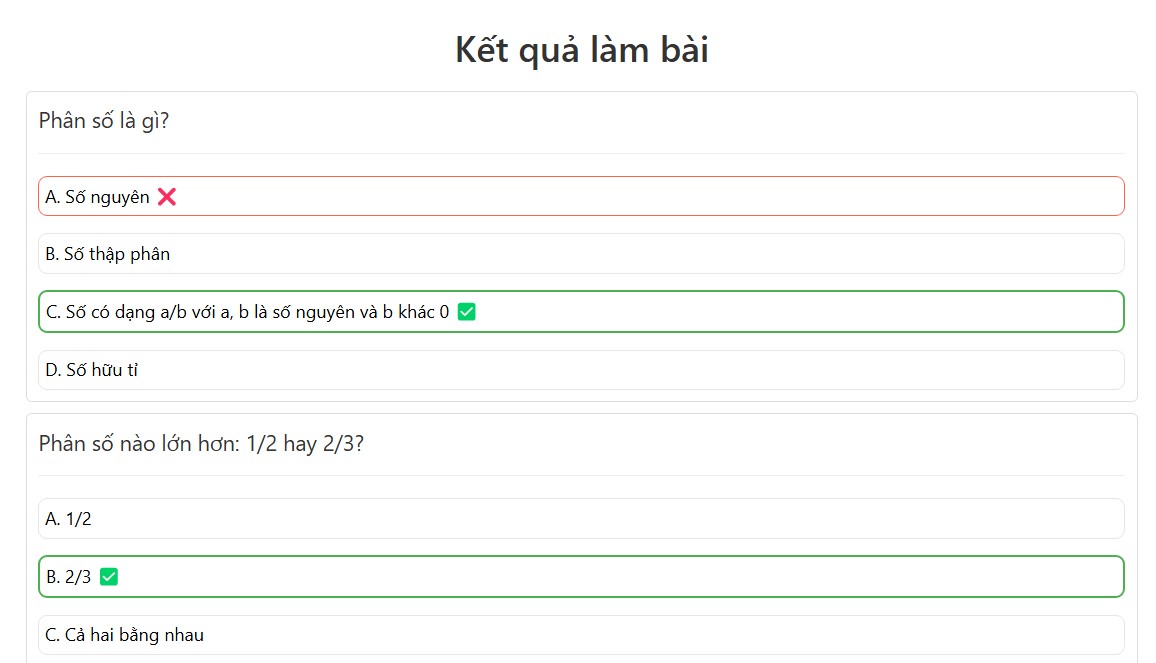 Kết quả làm bài
Phân số là gì?
A. Số nguyên ❌
B. Số thập phân
C. Số có dạng a/b với a, b là số nguyên và b khác 0 ✅
D. Số hữu tỉ
Phân số nào lớn hơn: 1/2 hay 2/3?
A. 1/2
B. 2/3 ✅
C. Cả hai bằng nhau